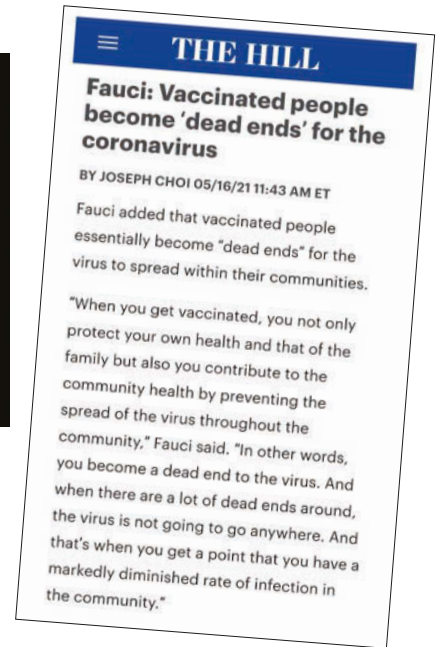 THE HILL
Fauci: Vaccinated people
become 'dead ends' for the
coronavirus
BY JOSEPH CHOI 05/16/21 11:43 AM ET
Fauci added that vaccinated people
essentially become "dead ends" for the
virus to spread within their communities.
"When you get vaccinated, you not only
protect your own health and that of the
family but also you contribute to the
community health by preventing the
spread of the virus throughout the
community," Fauci said. "In other words,
you become a dead end to the virus. And
when there are a lot of dead ends around,
the virus is not going to go anywhere. And
that's when you get a point that you have a
markedly diminished rate of infection in
the community."